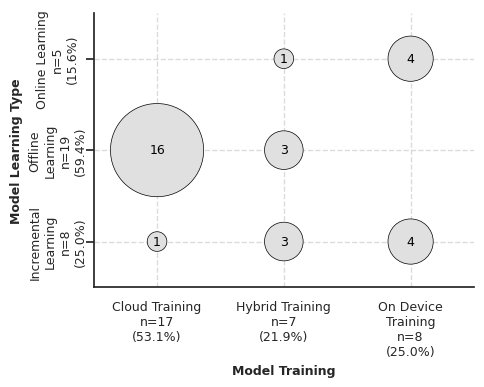 Model Learning Type
Online Learning
n=5
(15.6%)
Offline
Learning
n=19
(59.4%)
Incremental
Learning
n=8
(25.0%)
1
4
16
3
1
3
4
Cloud Training
n=17
(53.1%)
Hybrid Training
n=7
(21.9%)
On Device
Training
n=8
(25.0%)
Model Training